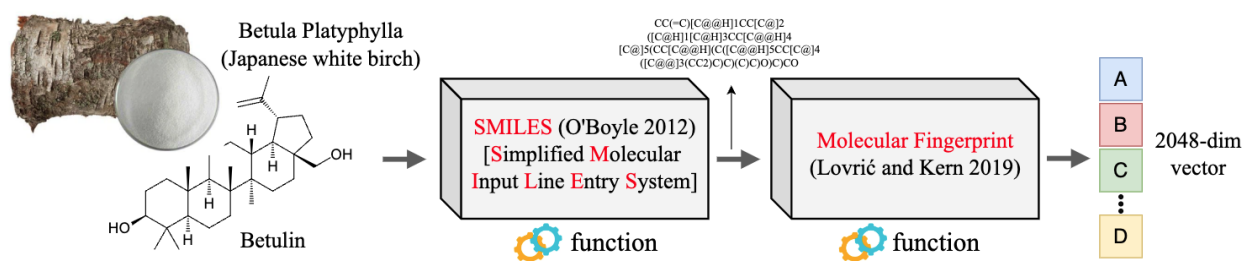 Betula Platyphylla
(Japanese white birch)
OH
HO
H
H
H
H
H
Betulin
SMILES (O'Boyle 2012)
[Simplified Molecular
Input Line Entry System]
function
CC(=C)[C@@H]1CC[C@]2
([C@H]1[C@H]3CC[C@@H]4
[C@]5(CC[C@@H](C([C@@H]5CC[C@]4
([C@@]3(CC2)C)C)(C)C)O)C)CO
Molecular Fingerprint
(Lovrić and Kern 2019)
function
A
B
C
D
2048-dim
vector